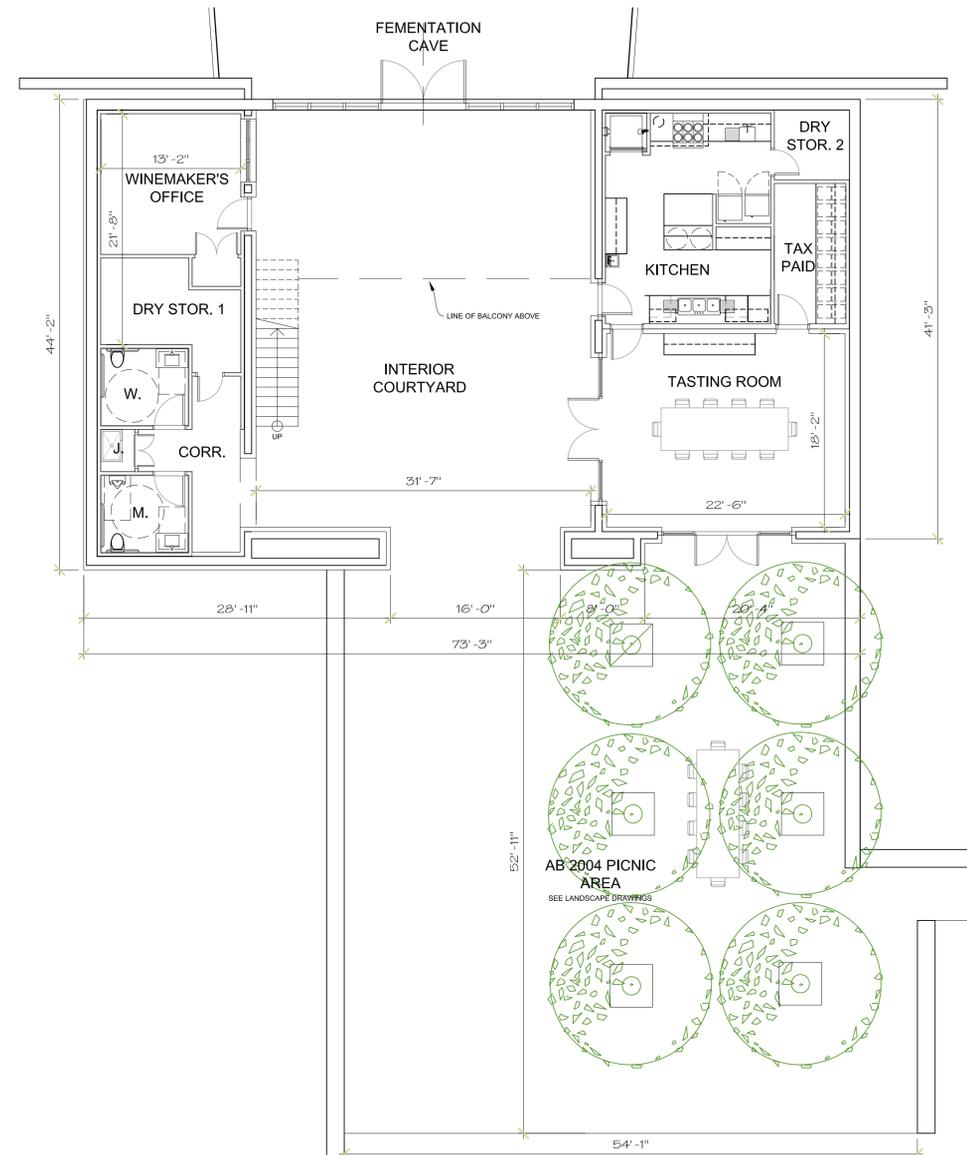 FEMENTATION
CAVE
DRY
STOR. 2
13'-2"
WINEMAKER'S
OFFICE
21'-8"
TAX
PAID
KITCHEN
DRY STOR. 1
LINE OF BALCONY ABOVE
44'-2"
41'-3"
INTERIOR
COURTYARD
TASTING ROOM
W.
18'-2"
UP
J.
CORR.
31'-7"
22'-6"
M.
28'-11"
16'-0"
8'-0"
20'-4"
73'-3"
52'-11"
AB 2004 PICNIC
AREA
SEE LANDSCAPE DRAWINGS
54'-1"